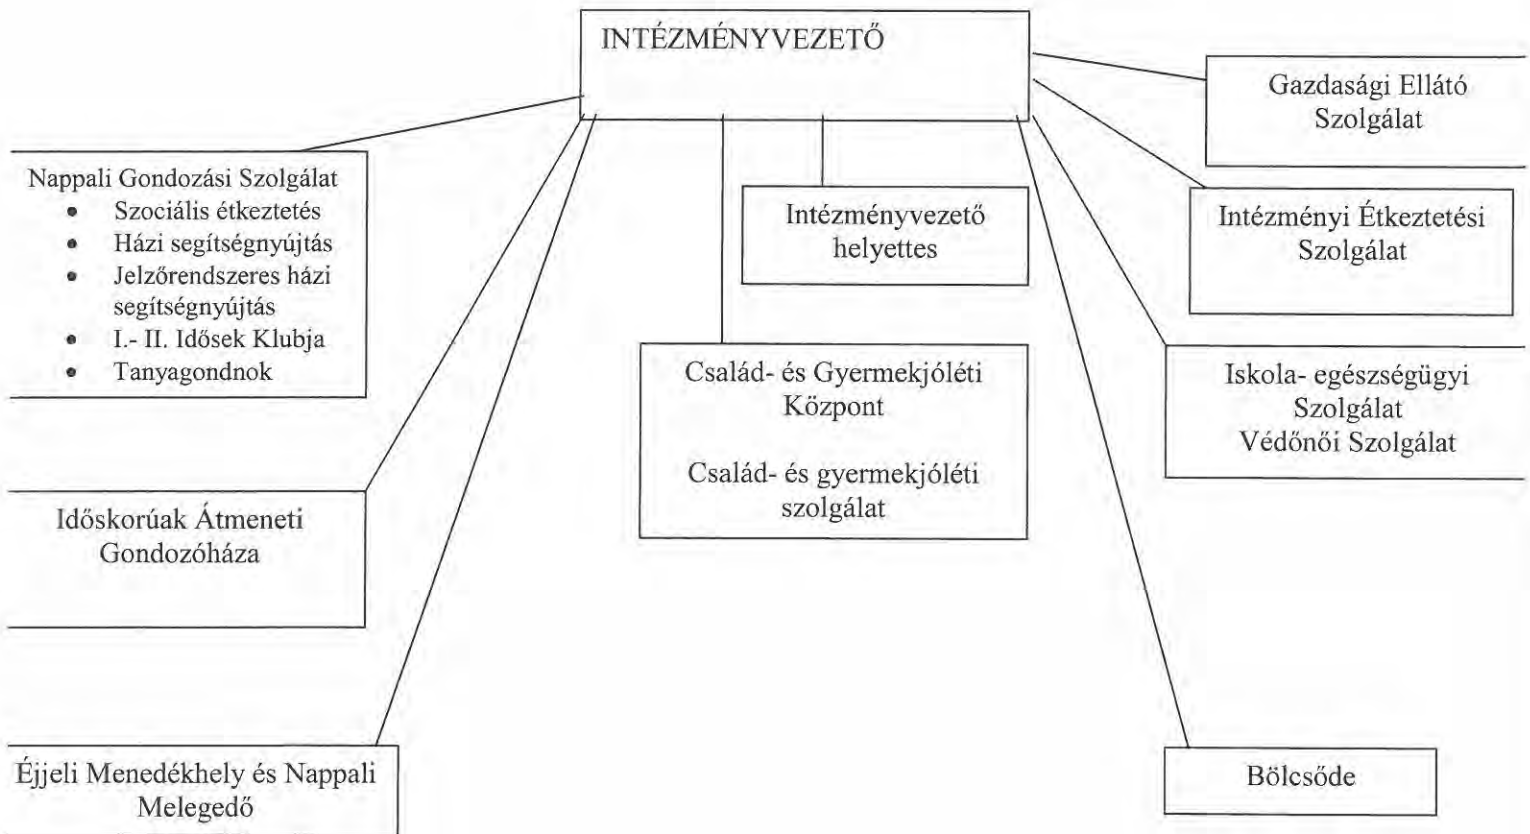 INTÉZMÉNYVEZETŐ
Gazdasági Ellátó
Szolgálat
Nappali Gondozási Szolgálat
• Szociális étkeztetés
• Házi segítségnyújtás
• Jelzőrendszeres házi
segítségnyújtás
• I.- II. Idősek Klubja
• Tanyagondnok
Intézményvezető
helyettes
Intézményi Étkeztetési
Szolgálat
Család- és Gyermekjóléti
Központ
Család- és gyermekjóléti
szolgálat
Iskola- egészségügyi
Szolgálat
Védőnői Szolgálat
Időskorúak Átmeneti
Gondozóháza
Éjjeli Menedékhely és Nappali
Melegedő
Bölcsőde